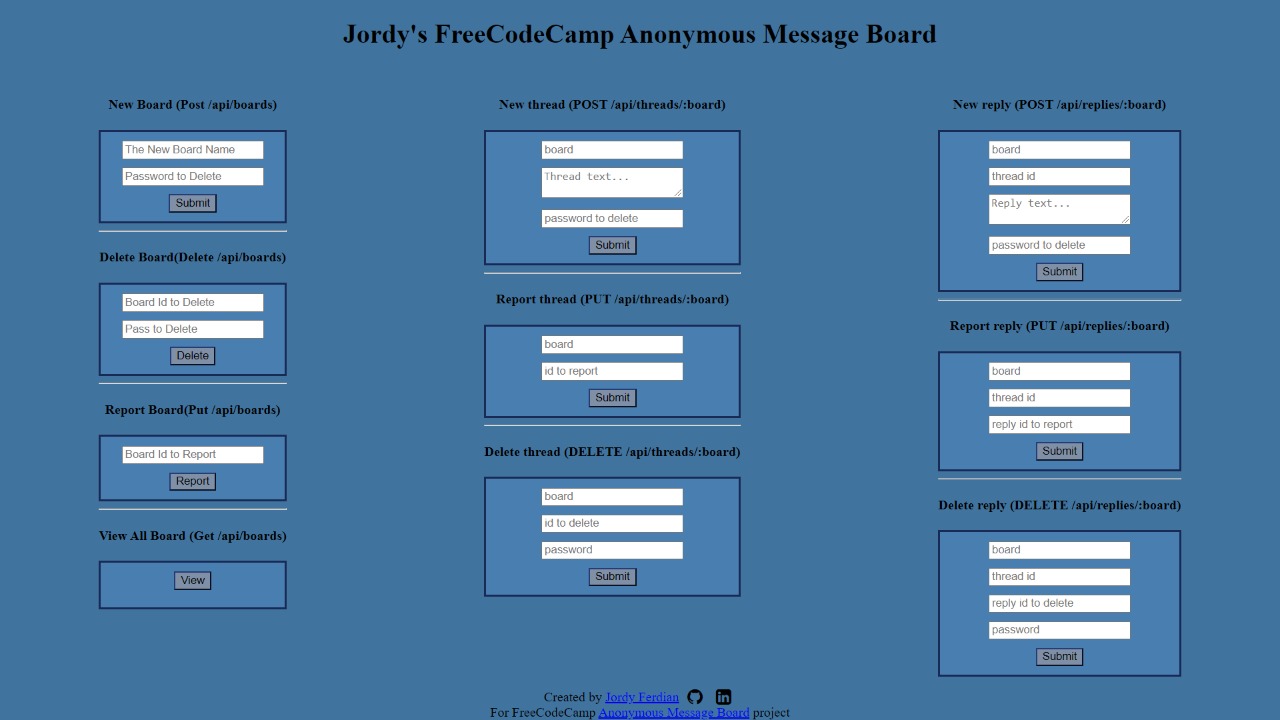 Jordy's FreeCodeCamp Anonymous Message Board
New Board (Post /api/boards)
The New Board Name
Password to Delete
Submit
Delete Board(Delete /api/boards)
Board Id to Delete
Pass to Delete
Delete
Report Board(Put /api/boards)
Board Id to Report
Report
View All Board (Get /api/boards)
View
New thread (POST /api/threads/:board)
board
Thread text...
password to delete
Submit
Report thread (PUT /api/threads/:board)
board
id to report
Submit
Delete thread (DELETE /api/threads/:board)
board
id to delete
password
Submit
New reply (POST /api/replies/:board)
board
thread id
Reply text...
password to delete
Submit
Report reply (PUT /api/replies/:board)
board
thread id
reply id to report
Submit
Delete reply (DELETE /api/replies/:board)
board
thread id
reply id to delete
password
Submit
Created by Jordy Ferdian
For FreeCodeCamp Anonymous Message Board project